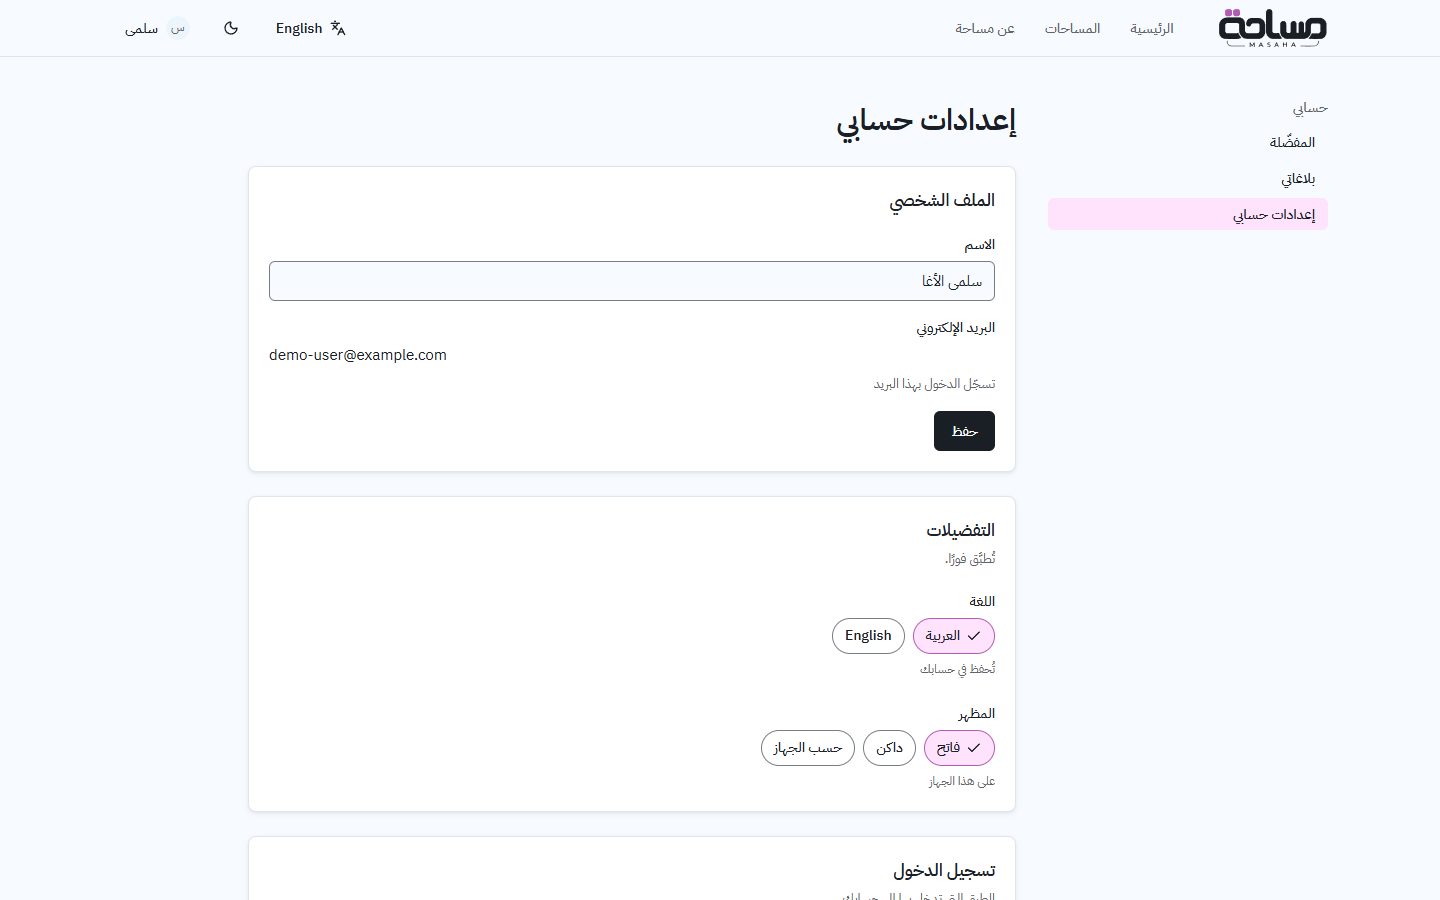 مساحة
MASAHA
الرئيسية
المساحات
عن مساحة
English
س
سلمى
حسابي
المفضّلة
بلاغاتي
إعدادات حسابي
إعدادات حسابي
الملف الشخصي
الاسم
سلمى الأغا
البريد الإلكتروني
demo-user@example.com
تسجّل الدخول بهذا البريد
حفظ
التفضيلات
تُطبَّق فورًا.
اللغة
العربية
English
تُحفظ في حسابك
المظهر
فاتح
داكن
حسب الجهاز
على هذا الجهاز
تسجيل الدخول